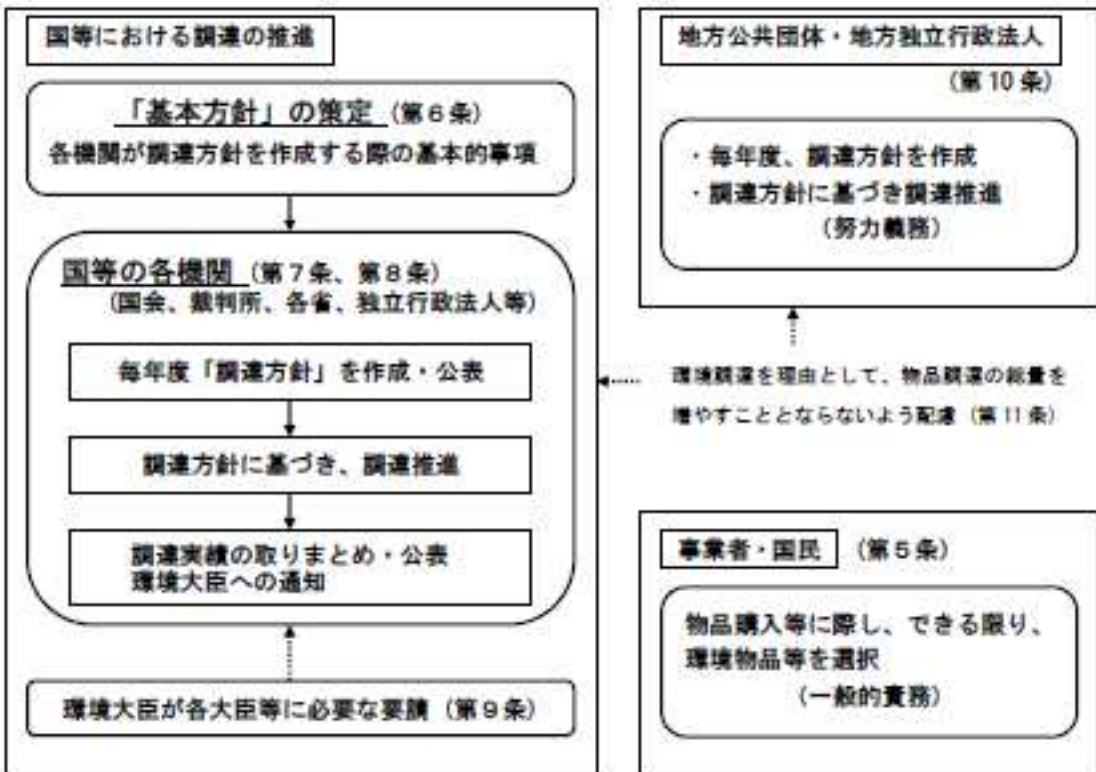 国等における調達の推進
「基本方針」の策定 (第6条)
各機関が調達方針を作成する際の基本的事項
国等の各機関 (第7条、第8条)
(国会、裁判所、各省、独立行政法人等)
毎年度「調達方針」を作成・公表
調達方針に基づき、調達推進
調達実績の取りまとめ・公表
環境大臣への通知
環境大臣が各大臣等に必要な要請 (第9条)
地方公共団体・地方独立行政法人
(第10条)
・毎年度、調達方針を作成
・調達方針に基づき調達推進
(努力義務)
環境調達を理由として、物品調達の総量を
増やすこととならないよう配慮 (第11条)
事業者・国民 (第5条)
物品購入等に際し、できる限り、
環境物品等を選択
(一般的責務)